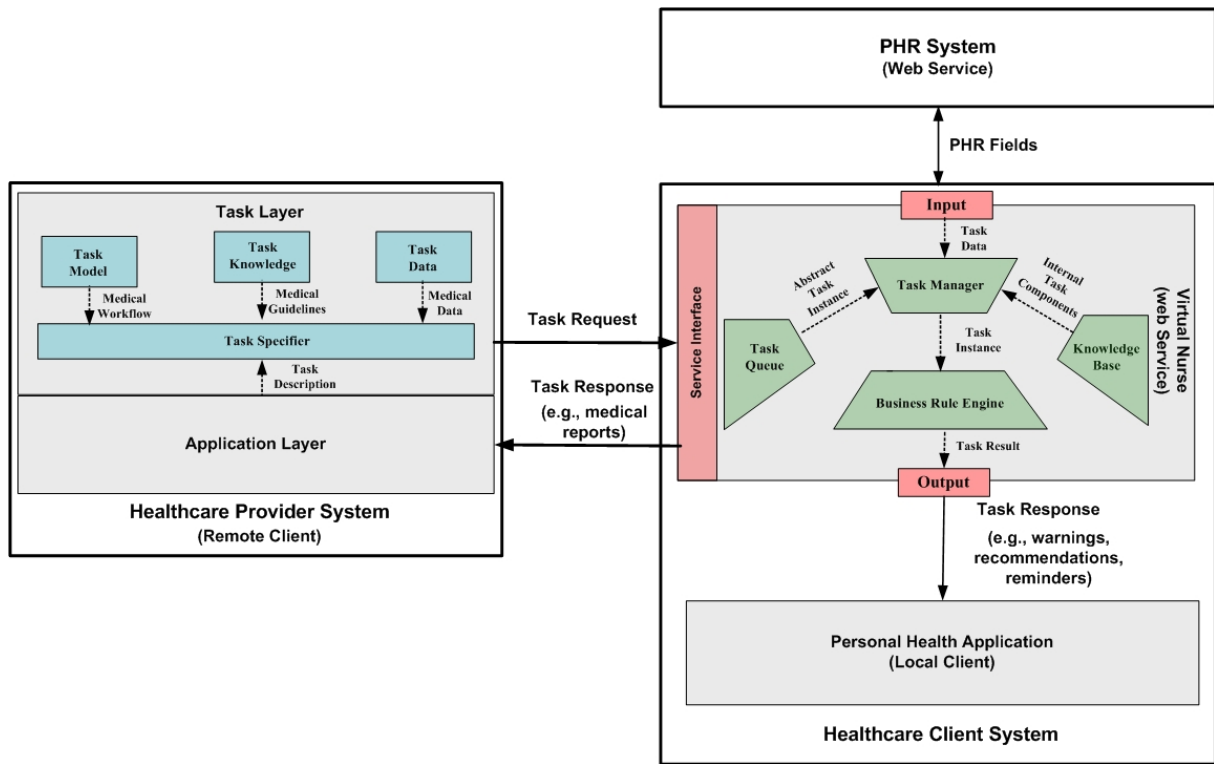 PHR System
(Web Service)
PHR Fields
Task Layer
Task
Model
Task
Knowledge
Task
Data
Medical
Workflow
Medical
Guidelines
Medical
Data
Task Specifier
Task
Description
Application Layer
Healthcare Provider System
(Remote Client)
Task Request
Task Response
(e.g., medical
reports)
Service Interface
Input
Task
Data
Abstract
Task
Instance
Task Manager
Internal
Task
Components
Task
Queue
Task
Instance
Knowledge
Base
Business Rule Engine
Task Result
Output
Virtual Nurse
(web Service)
Task Response
(e.g., warnings,
recommendations,
reminders)
Personal Health Application
(Local Client)
Healthcare Client System